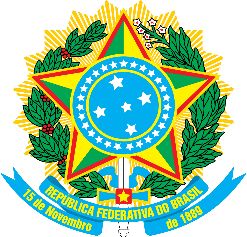 REPÚBLICA FEDERATIVA DO BRASIL
15 de Novembro
de 1889